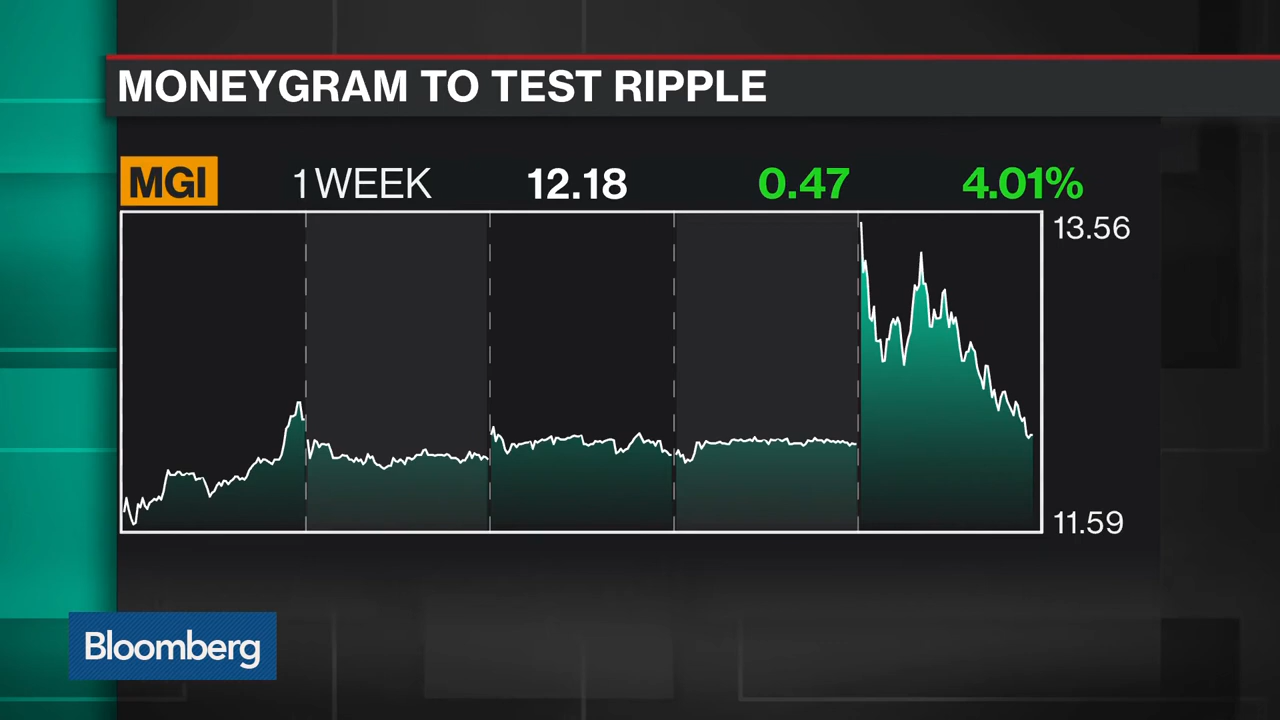 MONEYGRAM TO TEST RIPPLE
MGI 1 WEEK 12.18 0.47 4.01%
13.56
11.59
Bloomberg